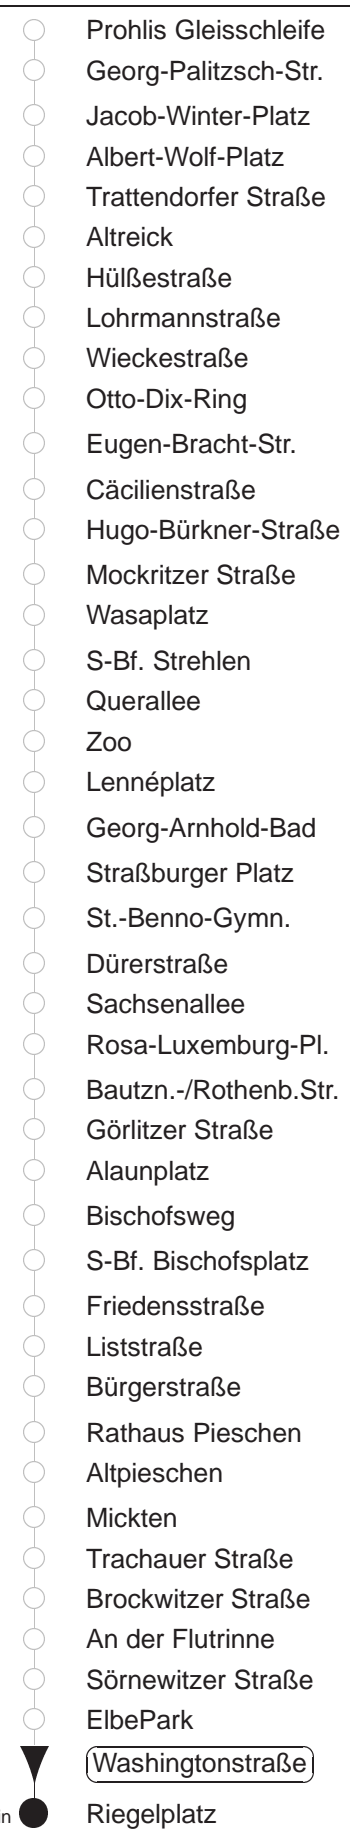 Prohlis Gleisschleife
Georg-Palitzsch-Str.
Jacob-Winter-Platz
Albert-Wolf-Platz
Trattendorfer Straße
Altreick
Hülßestraße
Lohrmannstraße
Wieckestraße
Otto-Dix-Ring
Eugen-Bracht-Str.
Cäcilienstraße
Hugo-Bürkner-Straße
Mockritzer Straße
Wasaplatz
S-Bf. Strehlen
Querallee
Zoo
Lennéplatz
Georg-Arnhold-Bad
Straßburger Platz
St.-Benno-Gymn.
Dürerstraße
Sachsenallee
Rosa-Luxemburg-Pl.
Bautzn.-/Rothenb.Str.
Görlitzer Straße
Alaunplatz
Bischofsweg
S-Bf. Bischofsplatz
Friedensstraße
Liststraße
Bürgerstraße
Rathaus Pieschen
Altpieschen
Mickten
Trachauer Straße
Brockwitzer Straße
An der Flutrinne
Sörnewitzer Straße
ElbePark
Washingtonstraße
Riegelplatz